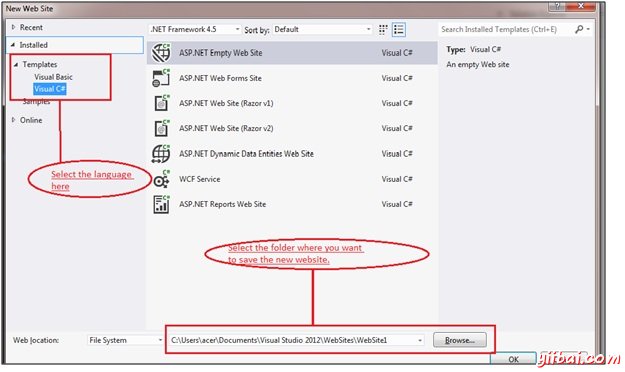 New Web Site
Recent
.NET Framework 4.5
Sort by: Default
Search Installed Templates (Ctrl+E)
Installed
Templates
Visual Basic
Visual C#
Samples
Online
ASP.NET Empty Web Site Visual C#
ASP.NET Web Forms Site Visual C#
ASP.NET Web Site (Razor v1) Visual C#
ASP.NET Web Site (Razor v2) Visual C#
ASP.NET Dynamic Data Entities Web Site Visual C#
WCF Service Visual C#
ASP.NET Reports Web Site Visual C#
Type: Visual C#
An empty Web site
Select the language
here
Select the folder where you want
to save the new website.
Web location: File System C:\Users\acer\Documents\Visual Studio 2012\WebSites\WebSite1 Browse...
OK
yifbai.com